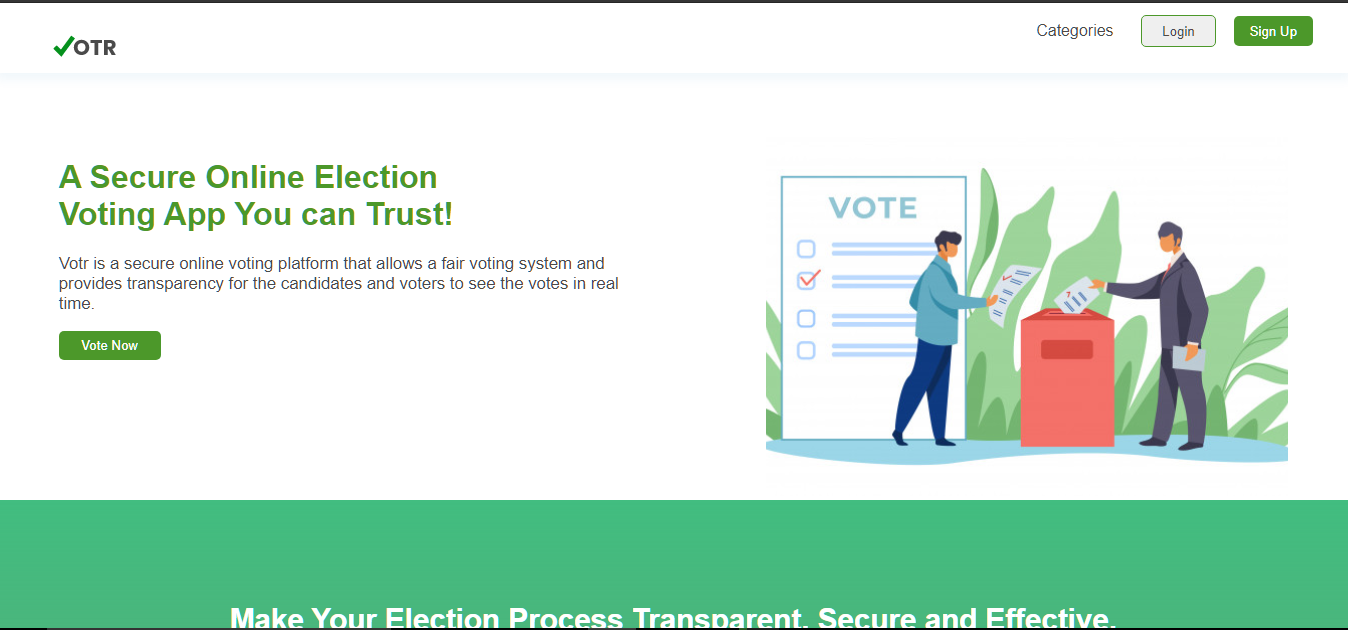 VOTR
Categories
Login
Sign Up
A Secure Online Election
Voting App You can Trust!
Votr is a secure online voting platform that allows a fair voting system and
provides transparency for the candidates and voters to see the votes in real
time.
Vote Now
VOTE
Make Your Election Process Transparent, Secure and Effective.